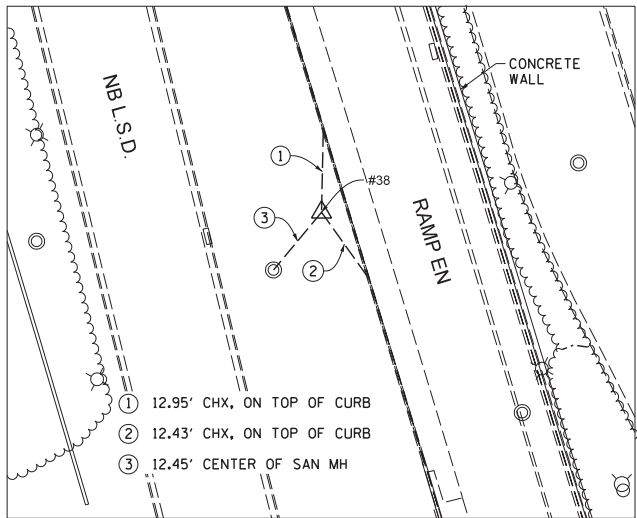 NB L.S.D.
CONCRETE
WALL
1
#38
3
2
RAMP EN
1 12.95' CHX, ON TOP OF CURB
2 12.43' CHX, ON TOP OF CURB
3 12.45' CENTER OF SAN MH